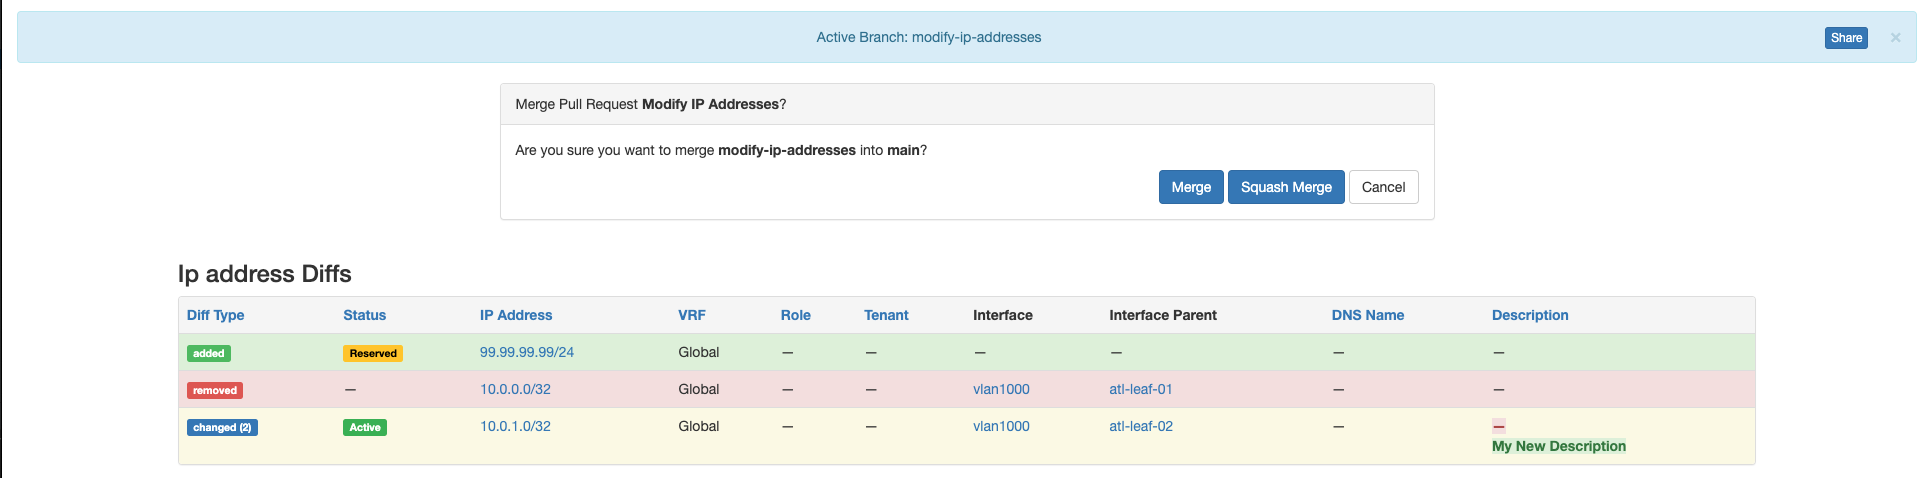 Active Branch: modify-ip-addresses
Share ×
Merge Pull Request Modify IP Addresses?
Are you sure you want to merge modify-ip-addresses into main?
Merge Squash Merge Cancel
Ip address Diffs
Diff Type Status IP Address VRF Role Tenant Interface Interface Parent DNS Name Description
added Reserved 99.99.99.99/24 Global — — — — — —
removed — 10.0.0.0/32 Global — — vlan1000 atl-leaf-01 — —
changed (2) Active 10.0.1.0/32 Global — — vlan1000 atl-leaf-02 — —
My New Description